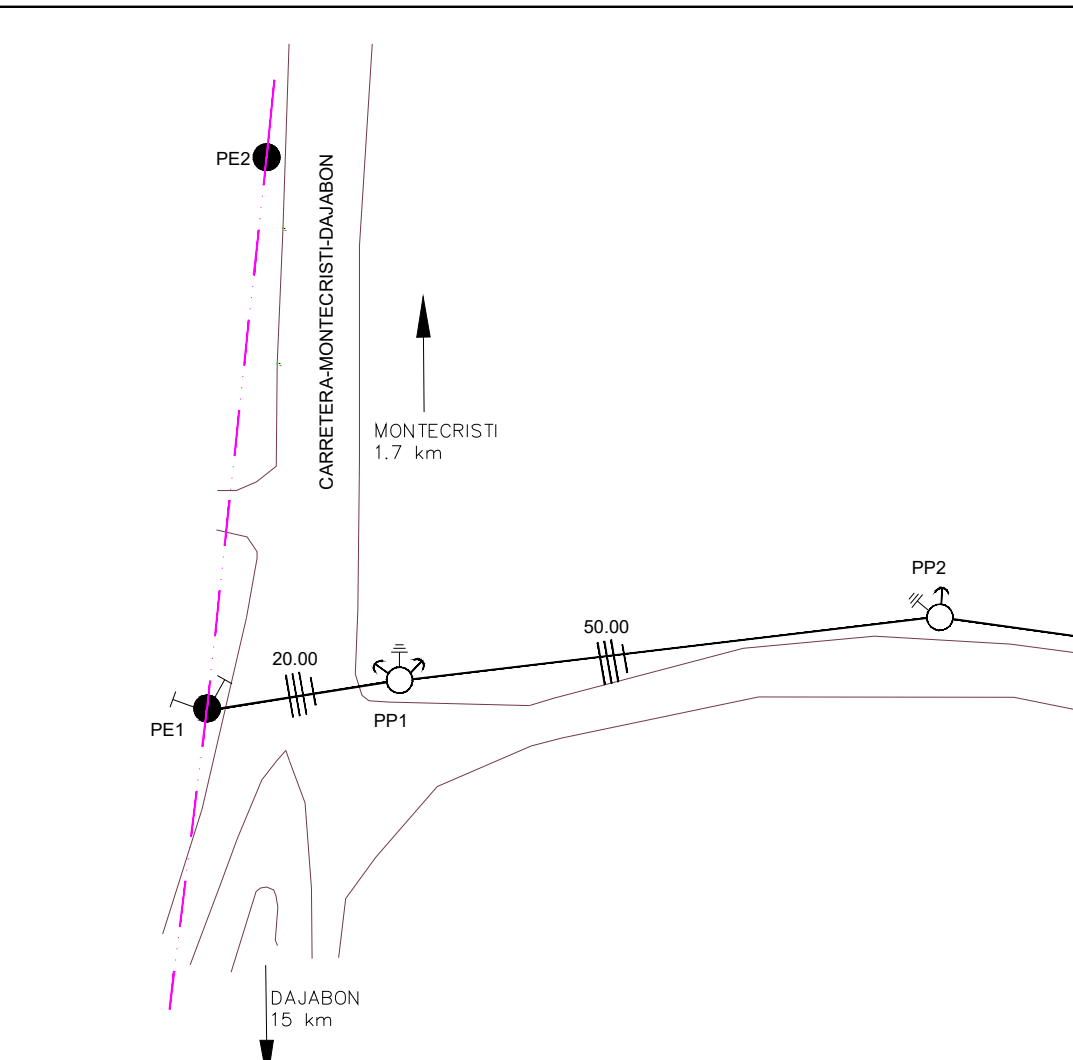 PE2
CARRETERA-MONTECRISTI-DAJABON
MONTECRISTI
1.7 km
PP2
50.00
20.00
PE1
PP1
DAJABON
15 km